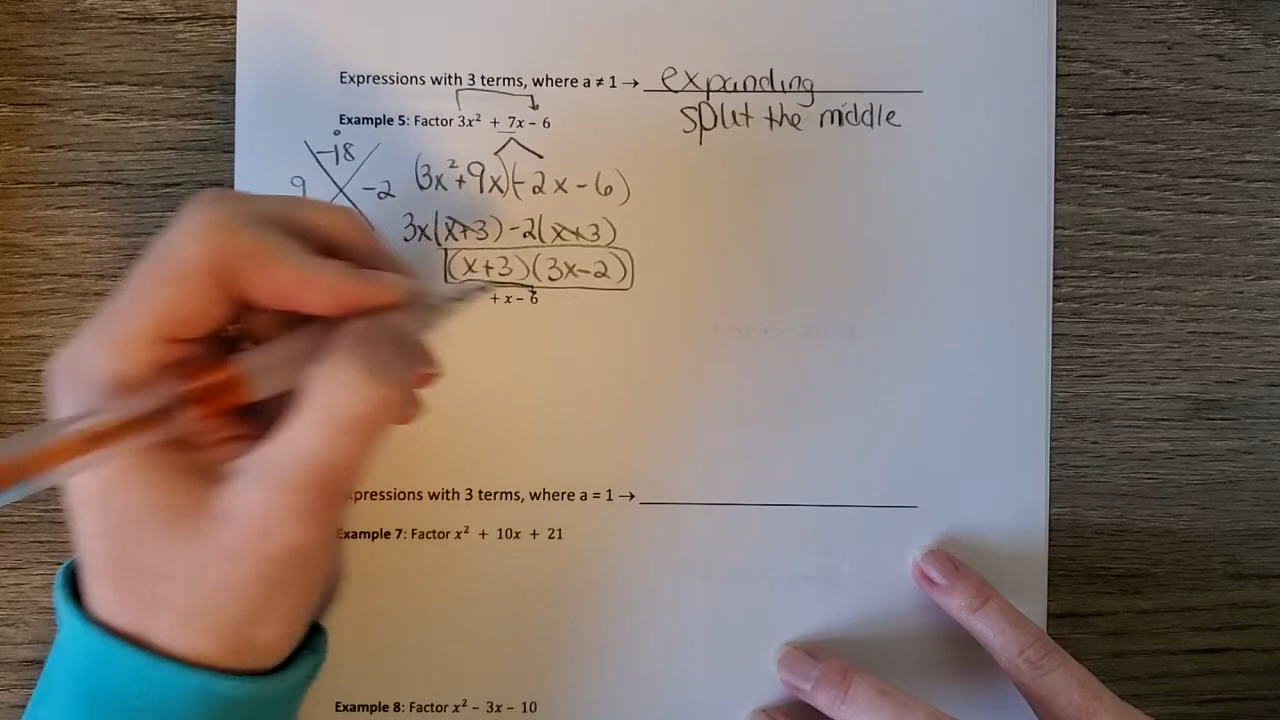 Expressions with 3 terms, where a ≠ 1 → expanding
split the middle
Example 5: Factor 3x² + 7x – 6
-18
9 -2
(3x²+9x)(-2x-6)
3x(x+3) -2(x+3)
(x+3)(3x-2)
+ x – 6
pressions with 3 terms, where a = 1 →
Example 7: Factor x² + 10x + 21
Example 8: Factor x² – 3x – 10